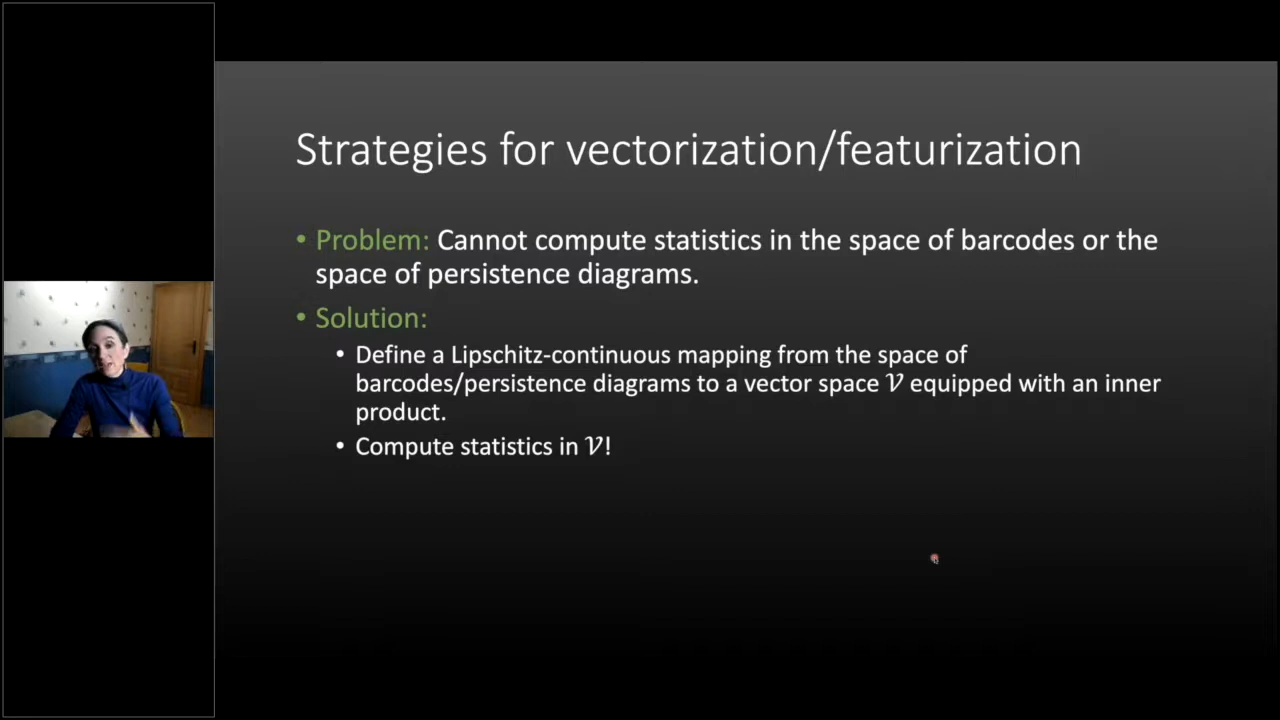 Strategies for vectorization/featurization
• Problem: Cannot compute statistics in the space of barcodes or the
space of persistence diagrams.
• Solution:
• Define a Lipschitz-continuous mapping from the space of
barcodes/persistence diagrams to a vector space 𝒱 equipped with an inner
product.
• Compute statistics in 𝒱!